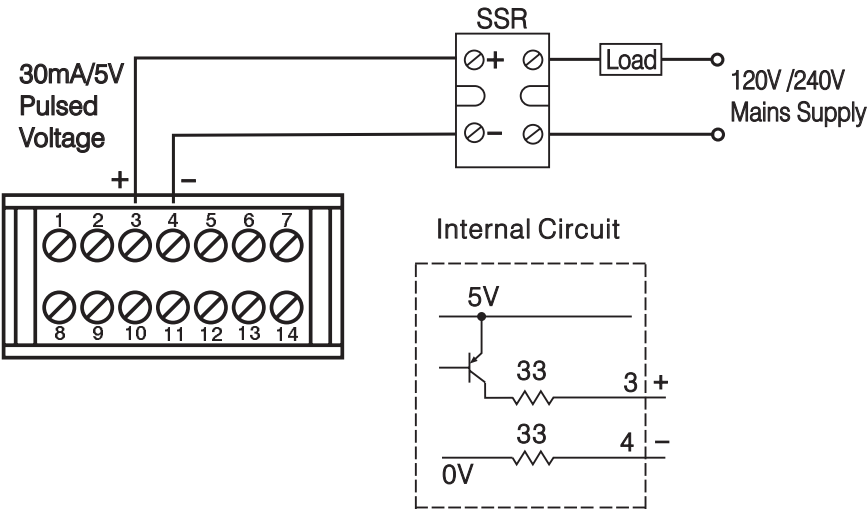 SSR
30mA/5V
Pulsed
Voltage
+ −
+
−
Load
120V /240V
Mains Supply
1 2 3 4 5 6 7
8 9 10 11 12 13 14
Internal Circuit
5V
33
3 +
33
4 −
0V